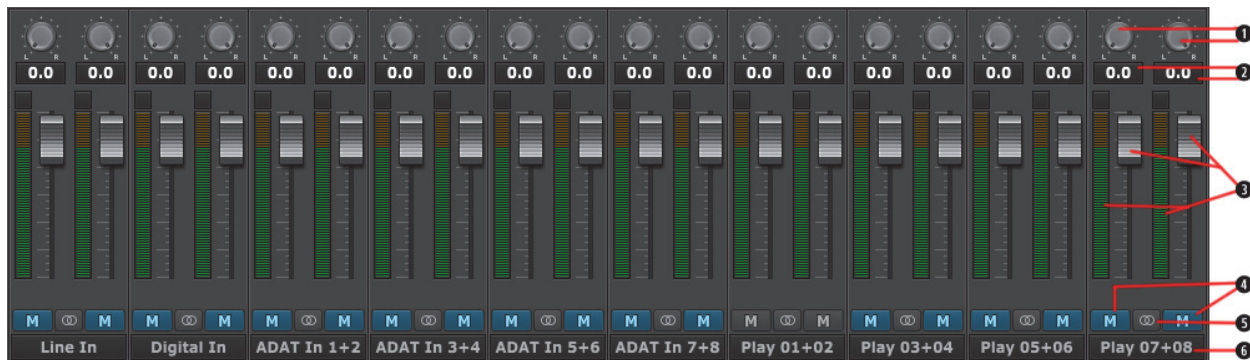 L R L R L R L R L R L R L R L R L R L R L R L R L R L R L R L R L R L R L R L R
1
0.0 0.0 0.0 0.0 0.0 0.0 0.0 0.0 0.0 0.0 0.0 0.0 0.0 0.0 0.0 0.0 0.0 0.0 0.0 0.0
2
3
4
M M M M M M M M M M M M M M M M M M M M
5
Line In Digital In ADAT In 1+2 ADAT In 3+4 ADAT In 5+6 ADAT In 7+8 Play 01+02 Play 03+04 Play 05+06 Play 07+08
6